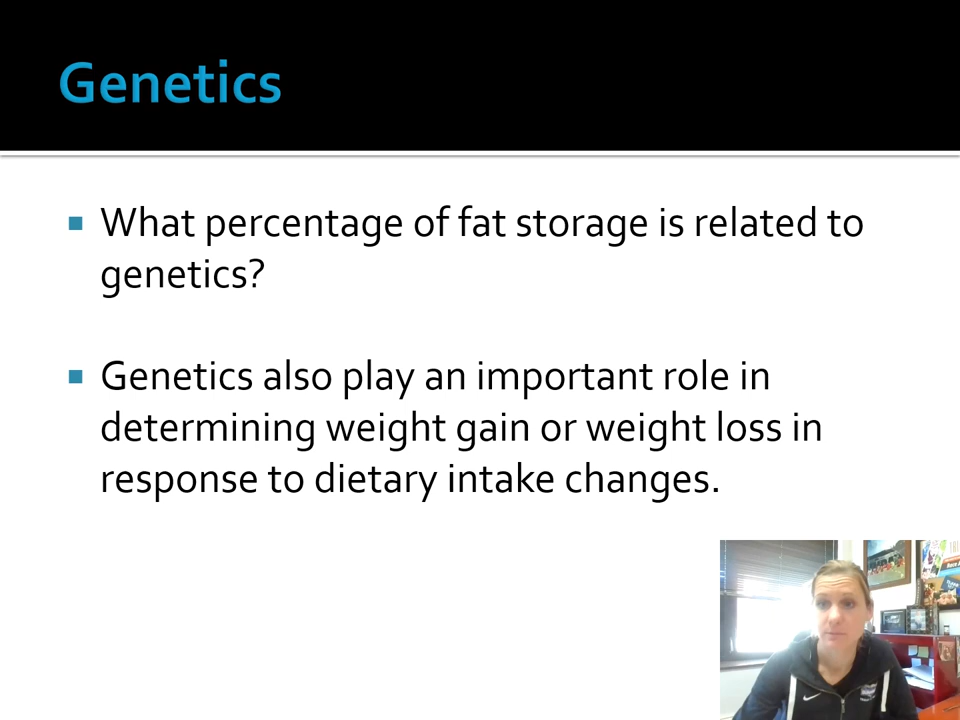 Genetics
What percentage of fat storage is related to
genetics?
Genetics also play an important role in
determining weight gain or weight loss in
response to dietary intake changes.